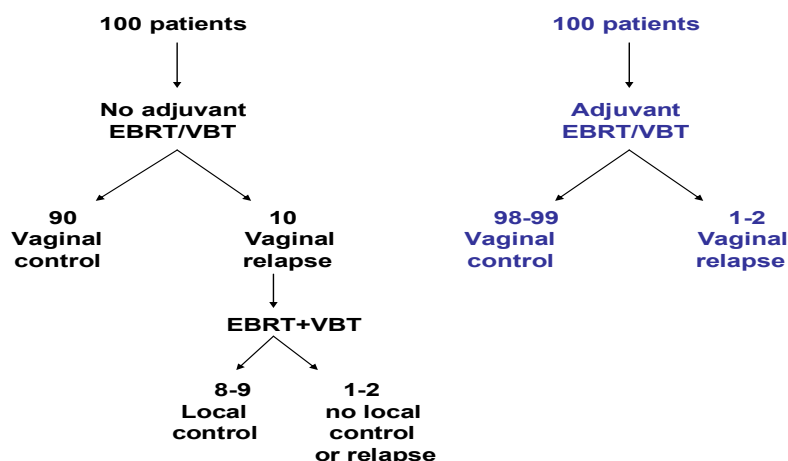 100 patients
No adjuvant
EBRT/VBT
90
Vaginal
control
10
Vaginal
relapse
EBRT+VBT
8-9
Local
control
1-2
no local
control
or relapse
100 patients
Adjuvant
EBRT/VBT
98-99
Vaginal
control
1-2
Vaginal
relapse